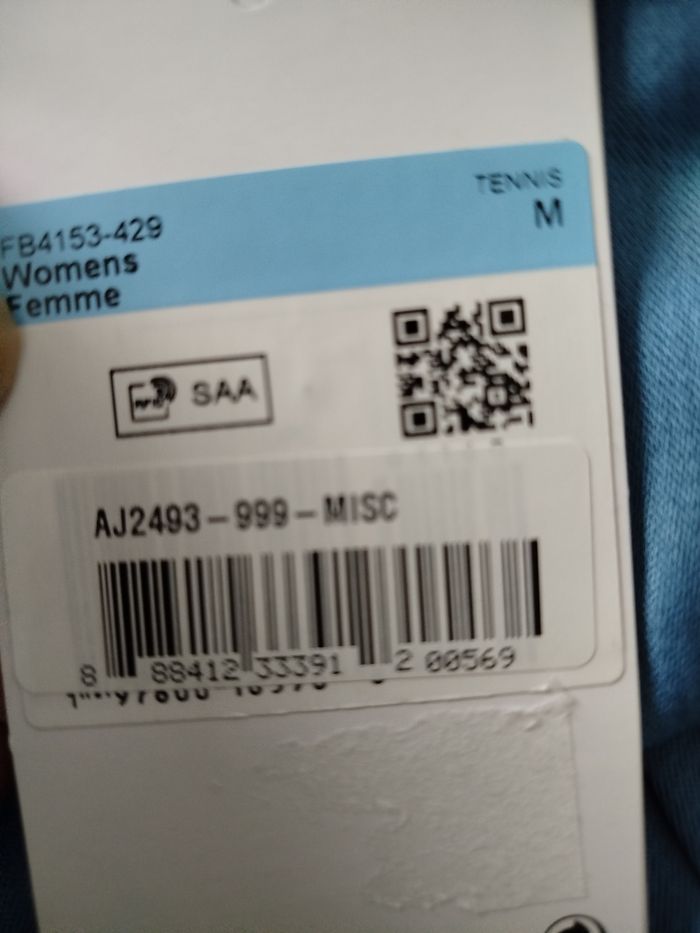 TENNIS
M
FB4153-429
Womens
Femme
SAA
AJ2493-999-MISC
8 88412 33391 2 00569